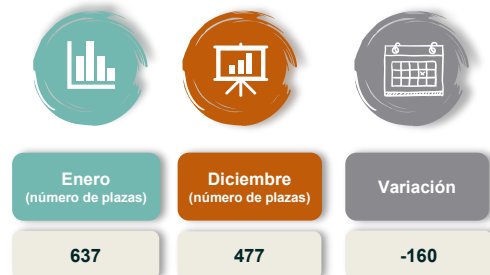 Enero
(número de plazas)
Diciembre
(número de plazas)
Variación
637
477
-160